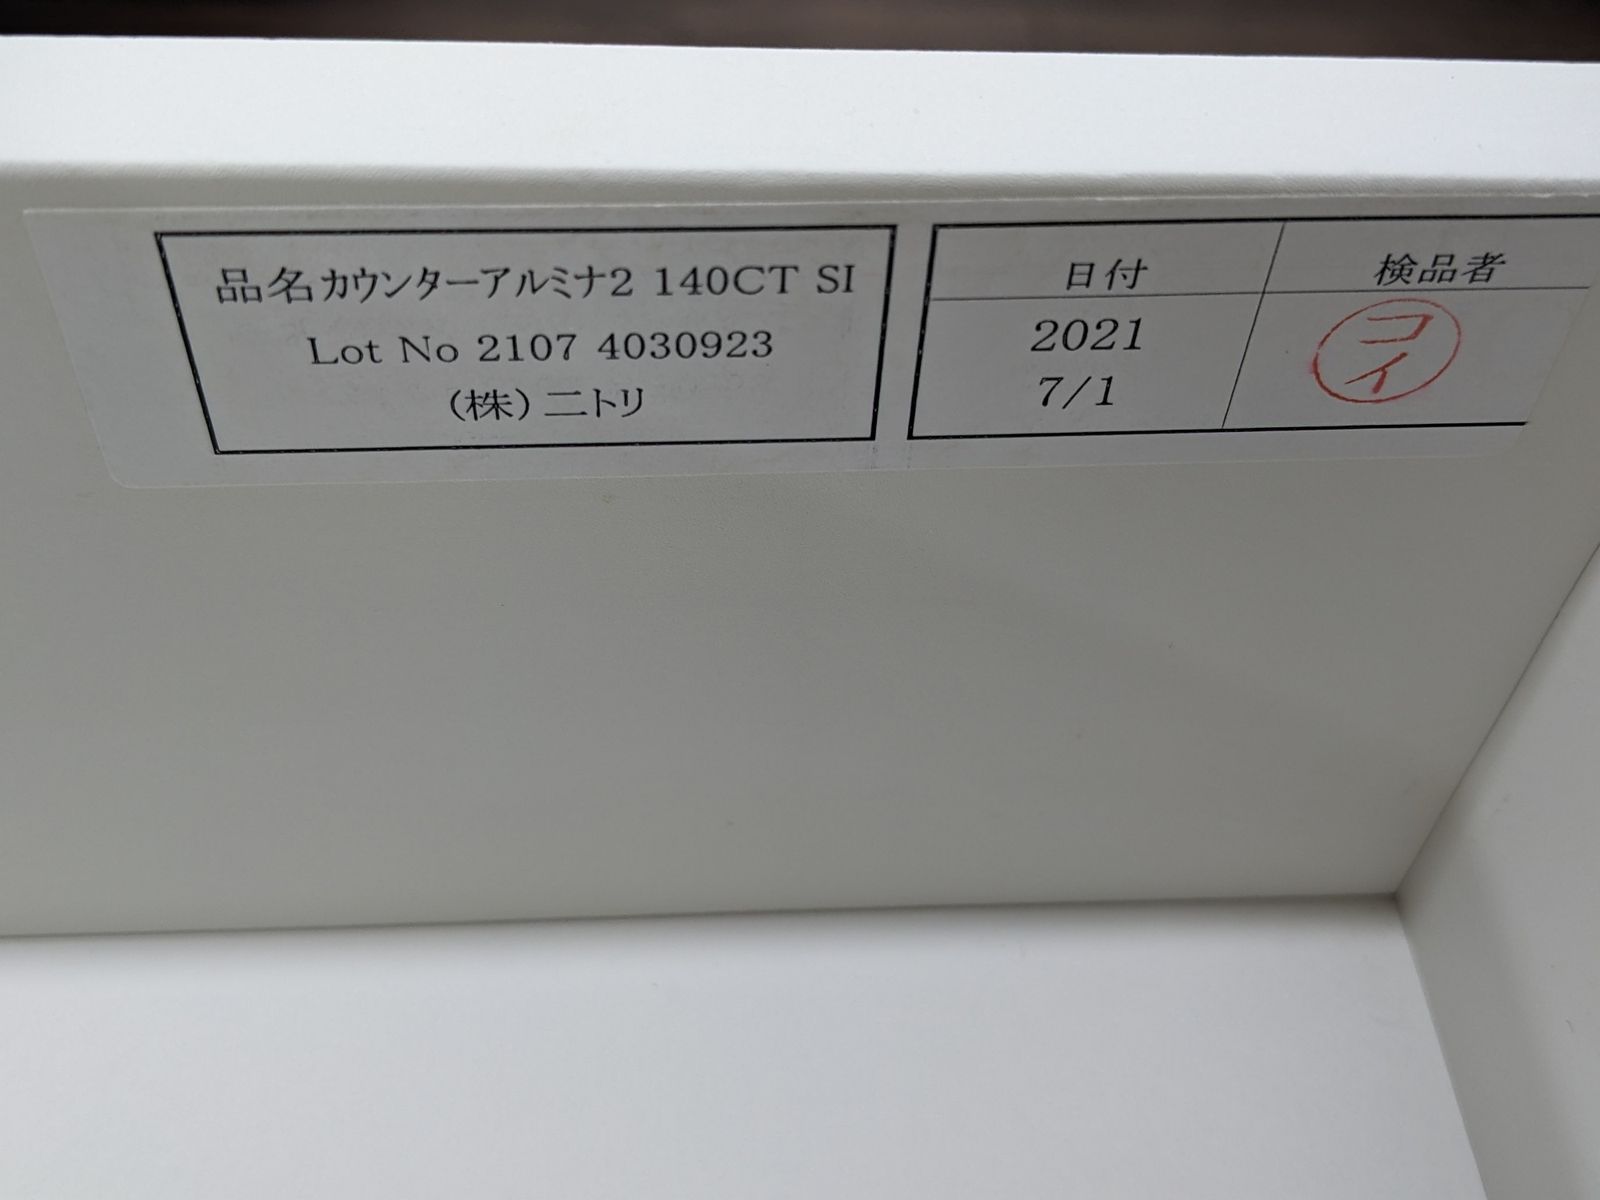 品名カウンターアルミナ2 140CT SI
Lot No 2107 4030923
(株)ニトリ
日付 検品者
2021
7/1
コイ